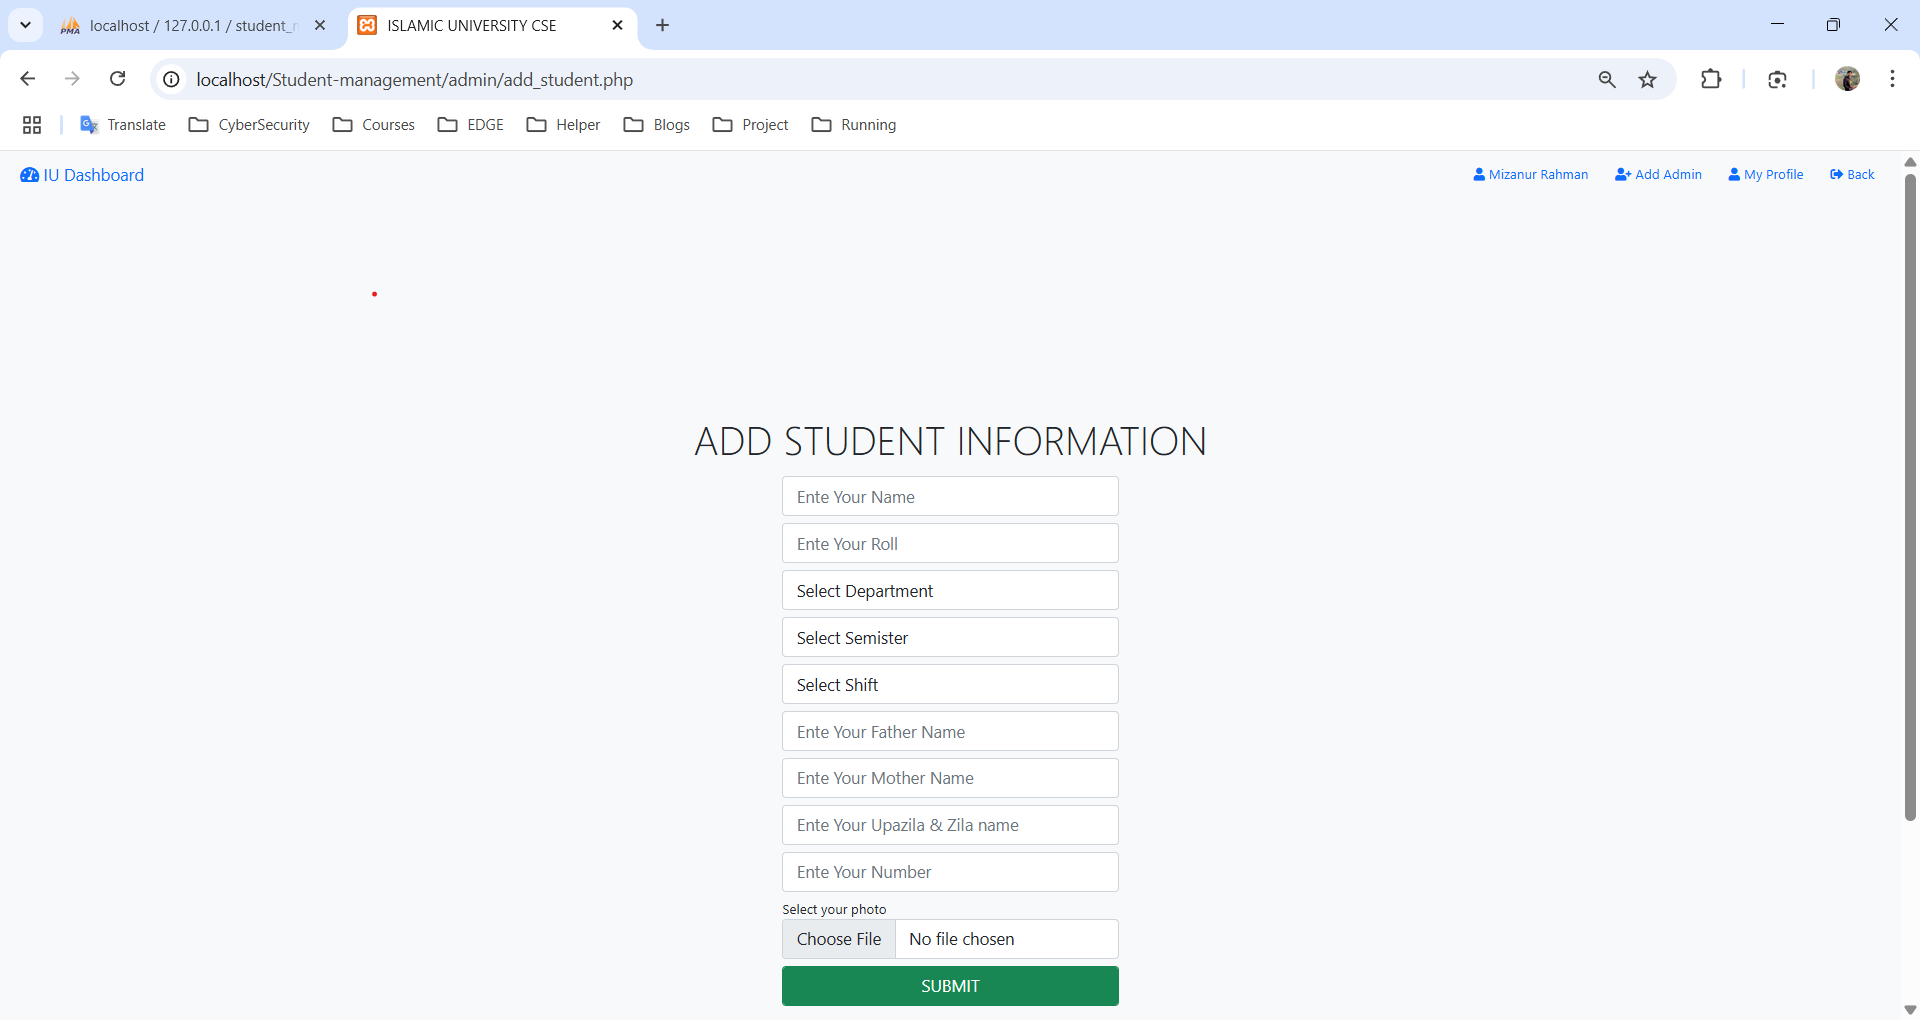 localhost / 127.0.0.1 / student_
ISLAMIC UNIVERSITY CSE
localhost/Student-management/admin/add_student.php
Translate CyberSecurity Courses EDGE Helper Blogs Project Running
IU Dashboard Mizanur Rahman Add Admin My Profile Back
ADD STUDENT INFORMATION
Ente Your Name
Ente Your Roll
Select Department
Select Semister
Select Shift
Ente Your Father Name
Ente Your Mother Name
Ente Your Upazila & Zila name
Ente Your Number
Select your photo
Choose File No file chosen
SUBMIT